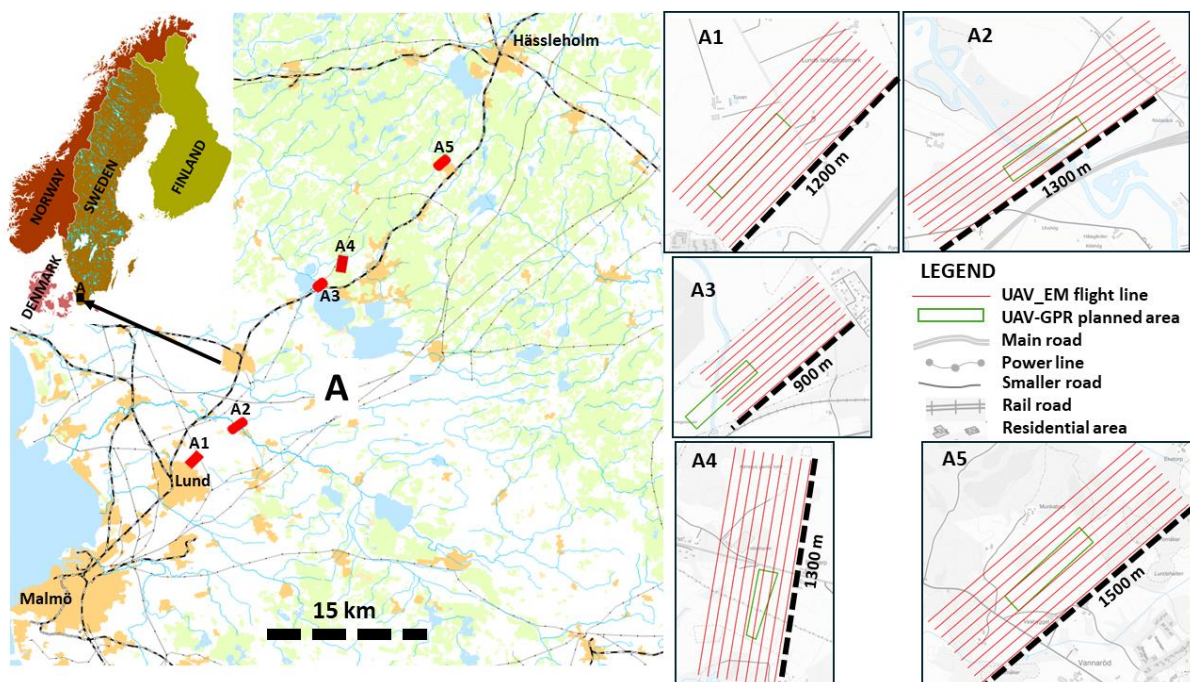 NORWAY
SWEDEN
FINLAND
DENMARK
A
Hässleholm
A5
A4
A3
A
A2
A1
Lund
Malmö
15 km
A1
1200 m
A2
1300 m
A3
900 m
A4
1300 m
A5
Vannaröd
1500 m
LEGEND
UAV_EM flight line
UAV-GPR planned area
Main road
Power line
Smaller road
Rail road
Residential area